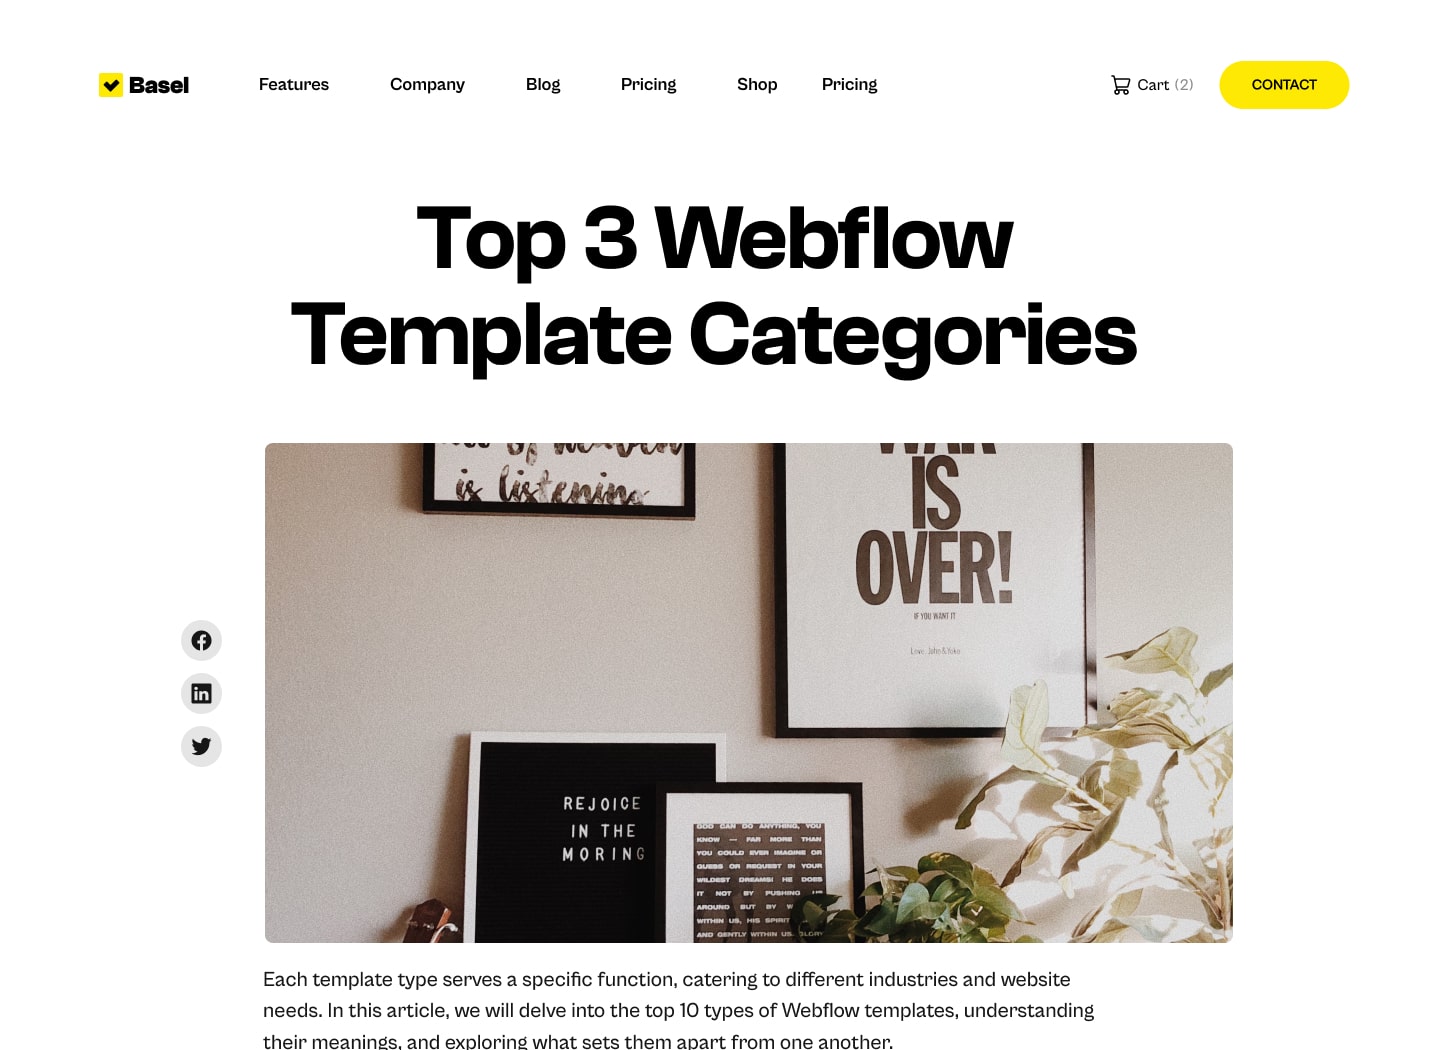 Basel
Features
Company
Blog
Pricing
Shop
Pricing
Cart (2)
CONTACT
Top 3 Webflow
Template Categories
is listening
WAR
IS
OVER!
IF YOU WANT IT
Love, John & Yoko
REJOICE
IN THE
MORING
GOD CAN DO ANYTHING, YOU
KNOW — FAR MORE THAN
YOU COULD EVER IMAGINE OR
GUESS OR REQUEST IN YOUR
WILDEST DREAMS! HE DOES
IT NOT BY PUSHING US
AROUND BUT BY
WITHIN US, HIS SPIRIT
AND GENTLY WITHIN US. GLORY
in
Each template type serves a specific function, catering to different industries and website
needs. In this article, we will delve into the top 10 types of Webflow templates, understanding
their meanings, and exploring what sets them apart from one another.